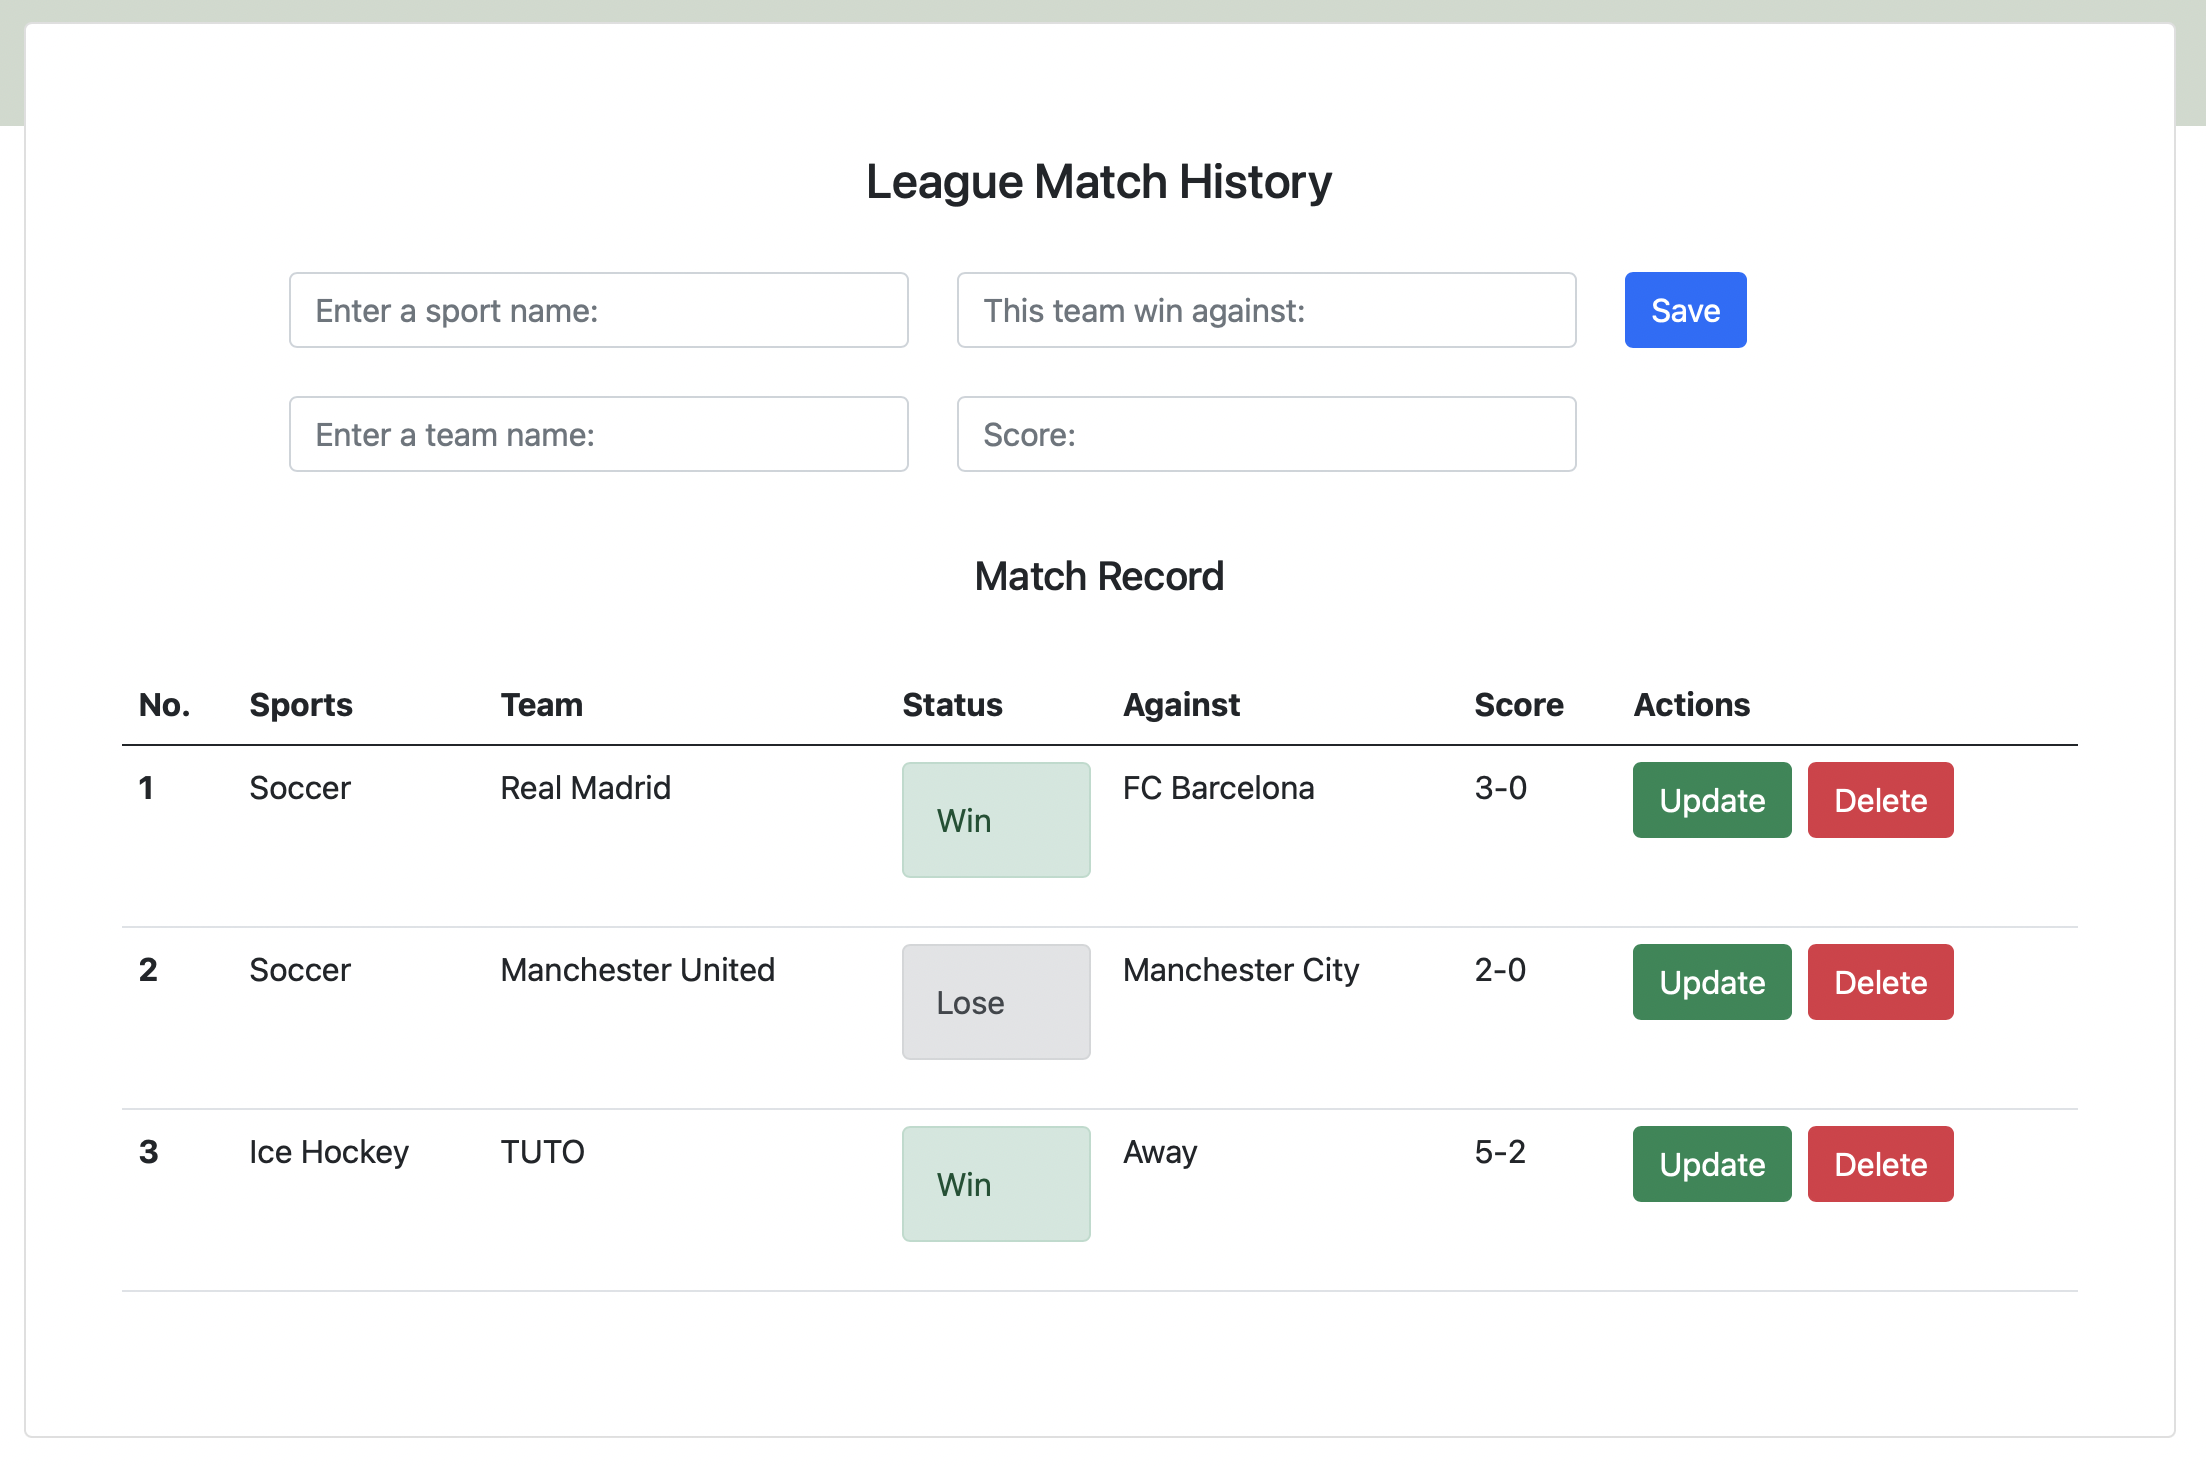 League Match History
Enter a sport name: This team win against: Save
Enter a team name: Score:
Match Record
No. Sports Team Status Against Score Actions
1 Soccer Real Madrid Win FC Barcelona 3-0 Update Delete
2 Soccer Manchester United Lose Manchester City 2-0 Update Delete
3 Ice Hockey TUTO Win Away 5-2 Update Delete